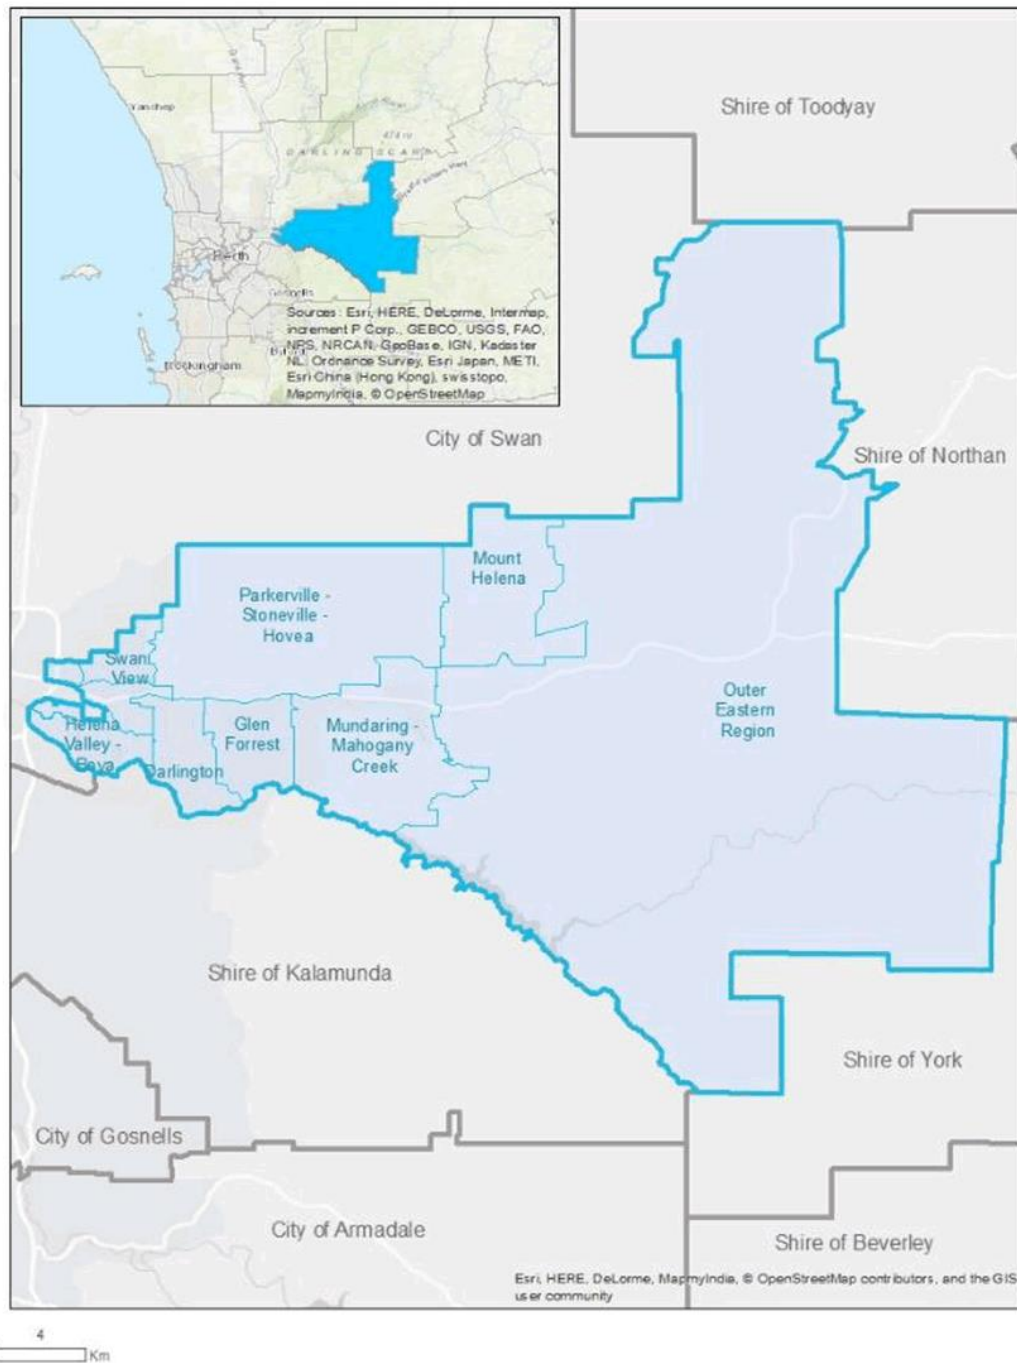 Yanchep
474 m
DARLING SCARP
Perth
Gosnells
Rockingham
Sources: Esri, HERE, DeLorme, Intermap,
increment P Corp., GEBCO, USGS, FAO,
NPS, NRCAN, GeoBase, IGN, Kadaster
NL, Ordnance Survey, Esri Japan, METI,
Esri China (Hong Kong), swisstopo,
MapmyIndia, © OpenStreetMap
Shire of Toodyay
City of Swan
Shire of Northan
Mount
Helena
Parkerville -
Stoneville -
Hovea
Swan
View
Outer
Eastern
Region
Helena
Valley -
Boya
Darlington
Glen
Forrest
Mundaring -
Mahogany
Creek
Shire of Kalamunda
Shire of York
City of Gosnells
City of Armadale
Shire of Beverley
Esri, HERE, DeLorme, MapmyIndia, © OpenStreetMap contributors, and the GIS
user community
4
Km